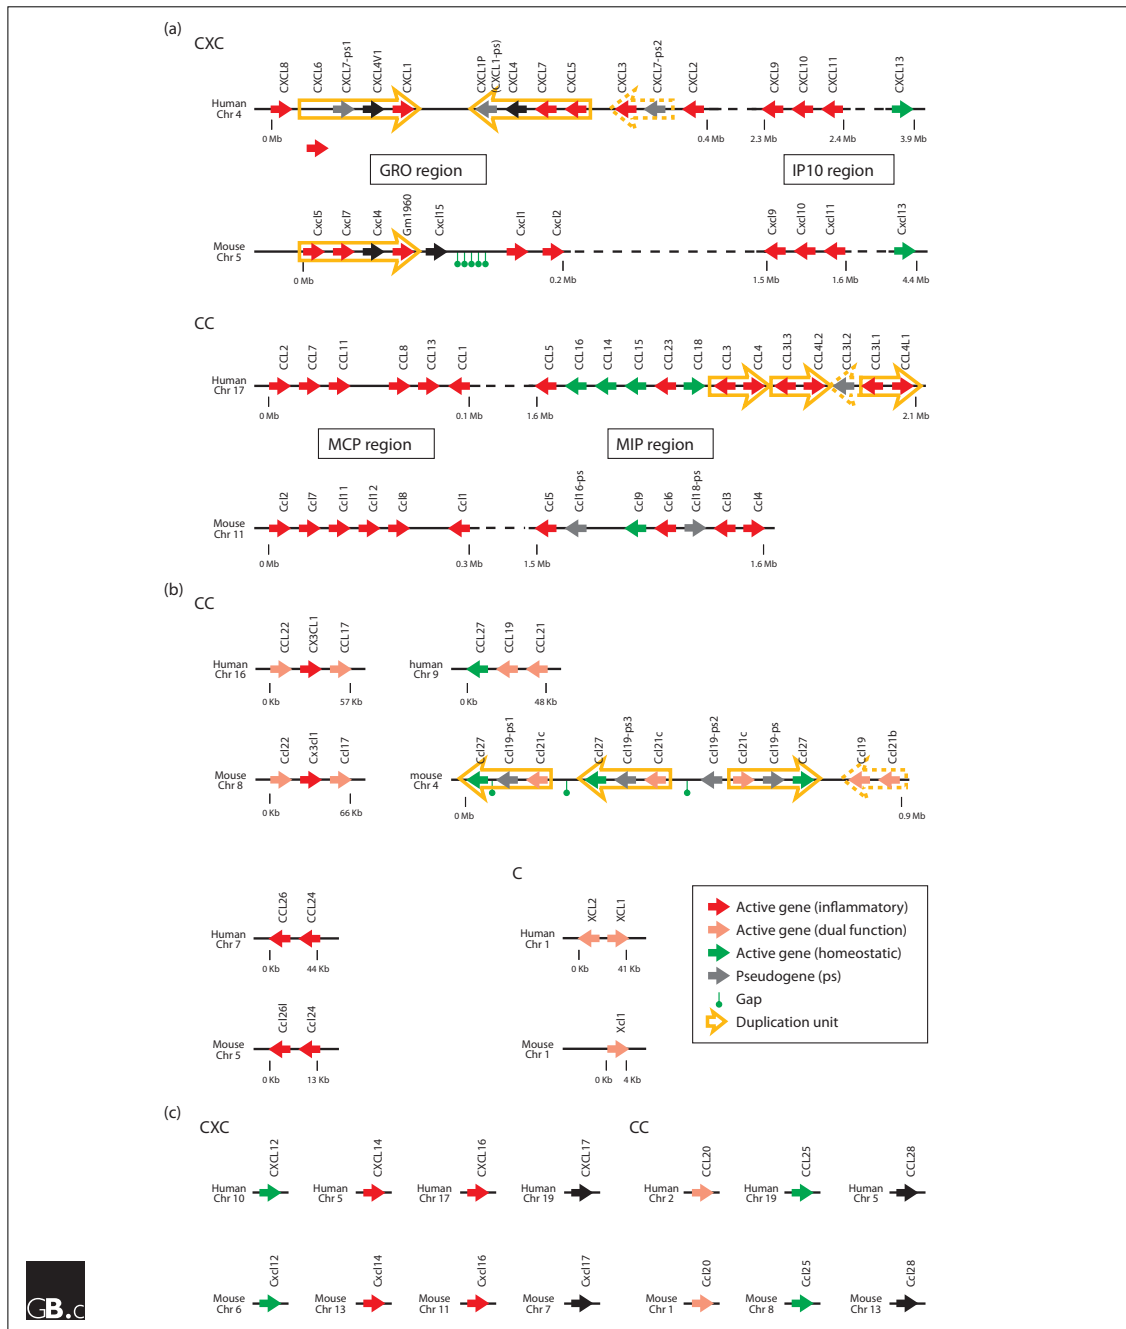 (a)
CXC
CXCL8 CXCL6 CXCL7-ps1 CXCL4V1 CXCL1 CXCL1P (CXCL1-ps) CXCL4 CXCL7 CXCL5 CXCL3 CXCL7-ps2 CXCL2 CXCL9 CXCL10 CXCL11 CXCL13
Human
Chr 4
0 Mb 0.4 Mb 2.3 Mb 2.4 Mb 3.9 Mb
GRO region IP10 region
Cxcl5 Cxcl7 Cxcl4 Gm1960 Cxcl15 Cxcl1 Cxcl2 Cxcl9 Cxcl10 Cxcl11 Cxcl13
Mouse
Chr 5
0 Mb 0.2 Mb 1.5 Mb 1.6 Mb 4.4 Mb
CC
CCL2 CCL7 CCL11 CCL8 CCL13 CCL1 CCL5 CCL16 CCL14 CCL15 CCL23 CCL18 CCL3 CCL4 CCL3L3 CCL4L2 CCL3L2 CCL3L1 CCL4L1
Human
Chr 17
0 Mb 0.1 Mb 1.6 Mb 2.1 Mb
MCP region MIP region
Ccl2 Ccl7 Ccl11 Ccl12 Ccl8 Ccl1 Ccl5 Ccl16-ps Ccl9 Ccl6 Ccl18-ps Ccl3 Ccl4
Mouse
Chr 11
0 Mb 0.3 Mb 1.5 Mb 1.6 Mb
(b)
CC
CCL22 CX3CL1 CCL17 CCL27 CCL19 CCL21
Human
Chr 16
human
Chr 9
0 Kb 57 Kb 0 Kb 48 Kb
Ccl22 Cx3cl1 Ccl17 Ccl27 Ccl19-ps1 Ccl21c Ccl27 Ccl19-ps3 Ccl21c Ccl19-ps2 Ccl21c Ccl19-ps Ccl27 Ccl19 Ccl21b
Mouse
Chr 8
mouse
Chr 4
0 Kb 66 Kb 0 Mb 0.9 Mb
C
CCL26 CCL24 XCL2 XCL1
Human
Chr 7
Human
Chr 1
0 Kb 44 Kb 0 Kb 41 Kb
Active gene (inflammatory)
Active gene (dual function)
Active gene (homeostatic)
Pseudogene (ps)
Gap
Duplication unit
Ccl26l Ccl24 Xcl1
Mouse
Chr 5
Mouse
Chr 1
0 Kb 13 Kb 0 Kb 4 Kb
(c)
CXC CC
CXCL12 CXCL14 CXCL16 CXCL17 CCL20 CCL25 CCL28
Human Human Human Human Human Human Human
Chr 10 Chr 5 Chr 17 Chr 19 Chr 2 Chr 19 Chr 5
Cxcl12 Cxcl14 Cxcl16 Cxcl17 Ccl20 Ccl25 Ccl28
Mouse Mouse Mouse Mouse Mouse Mouse Mouse
Chr 6 Chr 13 Chr 11 Chr 7 Chr 1 Chr 8 Chr 13
GB.c